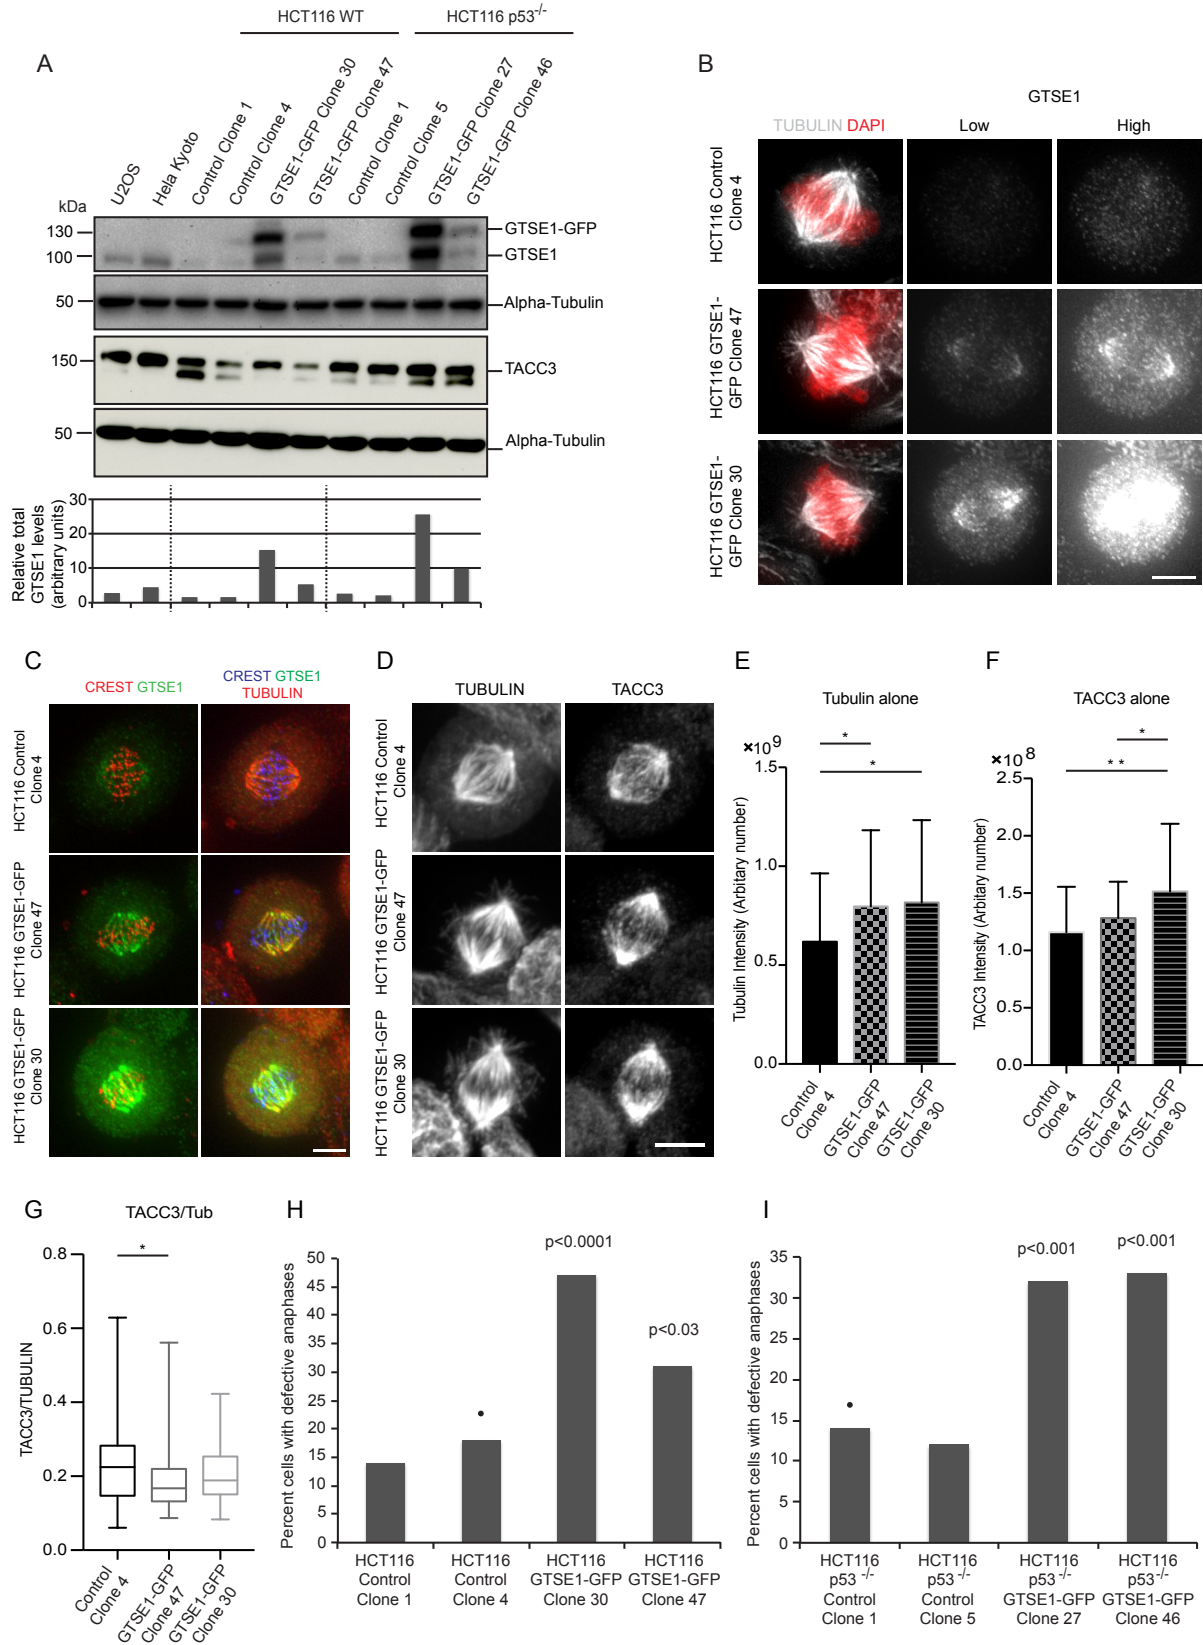 HCT116 WT
HCT116 p53-/-
A
U2OS
Hela Kyoto
Control Clone 1
Control Clone 4
GTSE1-GFP Clone 30
GTSE1-GFP Clone 47
Control Clone 1
Control Clone 5
GTSE1-GFP Clone 27
GTSE1-GFP Clone 46
kDa
130
100
GTSE1-GFP
GTSE1
50
Alpha-Tubulin
150
TACC3
50
Alpha-Tubulin
Relative total
GTSE1 levels
(arbitrary units)
30
20
10
0
B
GTSE1
TUBULIN DAPI
Low
High
HCT116 Control
Clone 4
HCT116 GTSE1-
GFP Clone 47
HCT116 GTSE1-
GFP Clone 30
C
CREST GTSE1
CREST GTSE1
TUBULIN
HCT116 Control
Clone 4
HCT116 GTSE1-GFP
Clone 47
HCT116 GTSE1-GFP
Clone 30
D
TUBULIN
TACC3
HCT116 Control
Clone 4
HCT116 GTSE1-GFP
Clone 47
HCT116 GTSE1-GFP
Clone 30
E
Tubulin alone
×10⁹
*
*
Tubulin Intensity (Arbitary number)
1.5
1.0
0.5
0.0
Control
Clone 4
GTSE1-GFP
Clone 47
GTSE1-GFP
Clone 30
F
TACC3 alone
×10⁸
*
* *
TACC3 Intensity (Arbitary number)
2.5
2.0
1.5
1.0
0.5
0.0
Control
Clone 4
GTSE1-GFP
Clone 47
GTSE1-GFP
Clone 30
G
TACC3/Tub
*
TACC3/TUBULIN
0.8
0.6
0.4
0.2
0.0
Control
Clone 4
GTSE1-GFP
Clone 47
GTSE1-GFP
Clone 30
H
Percent cells with defective anaphases
50
45
40
35
30
25
20
15
10
5
0
p<0.0001
p<0.03
•
HCT116
Control
Clone 1
HCT116
Control
Clone 4
HCT116
GTSE1-GFP
Clone 30
HCT116
GTSE1-GFP
Clone 47
I
Percent cells with defective anaphases
35
30
25
20
15
10
5
0
p<0.001
p<0.001
•
HCT116
p53 -/-
Control
Clone 1
HCT116
p53 -/-
Control
Clone 5
HCT116
p53 -/-
GTSE1-GFP
Clone 27
HCT116
p53 -/-
GTSE1-GFP
Clone 46